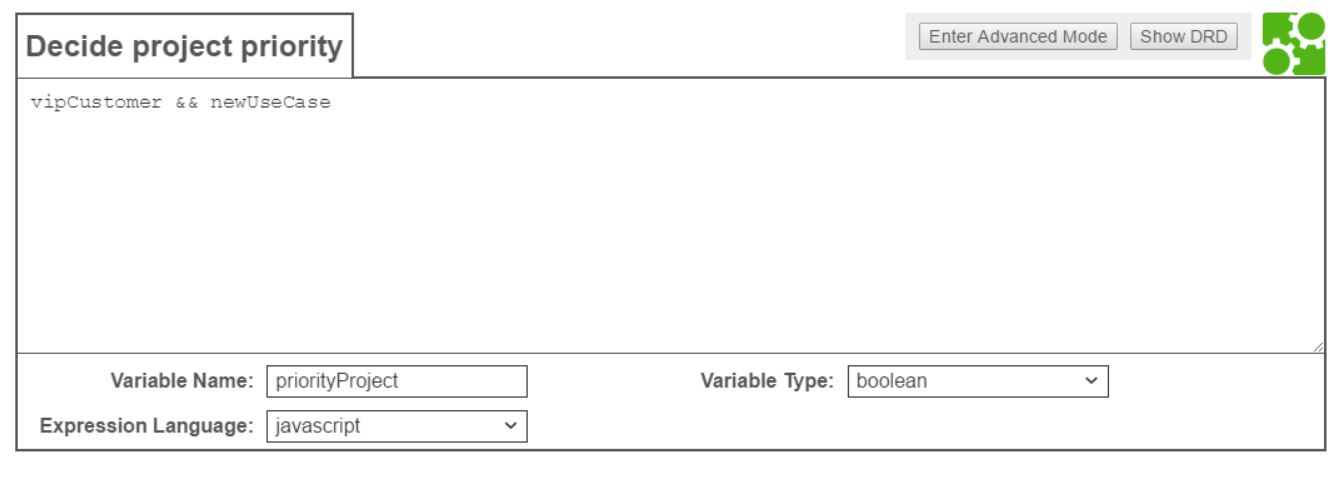 Decide project priority
Enter Advanced Mode Show DRD
vipCustomer && newUseCase
Variable Name: priorityProject Variable Type: boolean
Expression Language: javascript